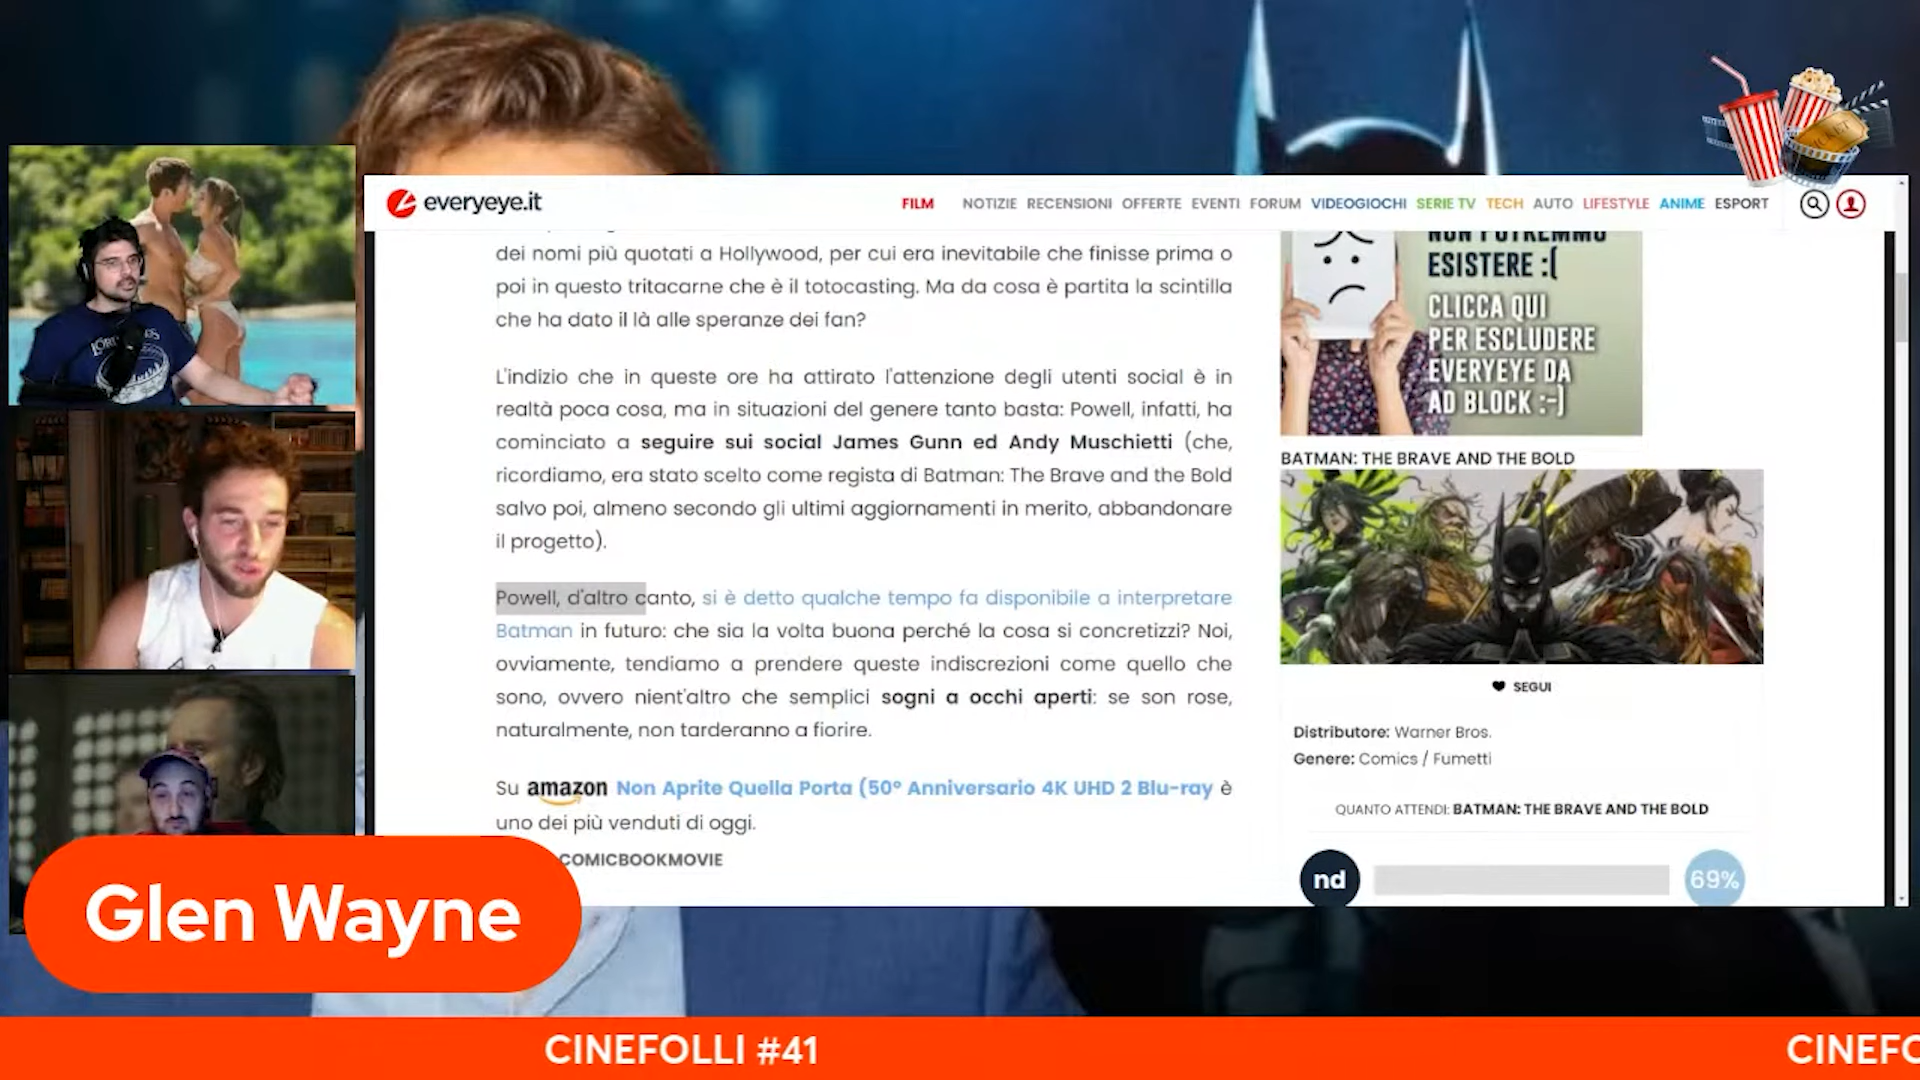 everyeye.it
FILM NOTIZIE RECENSIONI OFFERTE EVENTI FORUM VIDEOGIOCHI SERIE TV TECH AUTO LIFESTYLE ANIME ESPORT
dei nomi più quotati a Hollywood, per cui era inevitabile che finisse prima o
poi in questo tritacarne che è il totocasting. Ma da cosa è partita la scintilla
che ha dato il là alle speranze dei fan?
L'indizio che in queste ore ha attirato l'attenzione degli utenti social è in
realtà poca cosa, ma in situazioni del genere tanto basta: Powell, infatti, ha
cominciato a seguire sui social James Gunn ed Andy Muschietti (che,
ricordiamo, era stato scelto come regista di Batman: The Brave and the Bold
salvo poi, almeno secondo gli ultimi aggiornamenti in merito, abbandonare
il progetto).
Powell, d'altro canto, si è detto qualche tempo fa disponibile a interpretare
Batman in futuro: che sia la volta buona perché la cosa si concretizzi? Noi,
ovviamente, tendiamo a prendere queste indiscrezioni come quello che
sono, ovvero nient'altro che semplici sogni a occhi aperti: se son rose,
naturalmente, non tarderanno a fiorire.
Su amazon Non Aprite Quella Porta (50° Anniversario 4K UHD 2 Blu-ray è
uno dei più venduti di oggi.
COMICBOOKMOVIE
NON POTREMMO
ESISTERE :(
CLICCA QUI
PER ESCLUDERE
EVERYEYE DA
AD BLOCK :-)
BATMAN: THE BRAVE AND THE BOLD
SEGUI
Distributore: Warner Bros.
Genere: Comics / Fumetti
QUANTO ATTENDI: BATMAN: THE BRAVE AND THE BOLD
nd
69%
Glen Wayne
CINEFOLLI #41
CINEFO